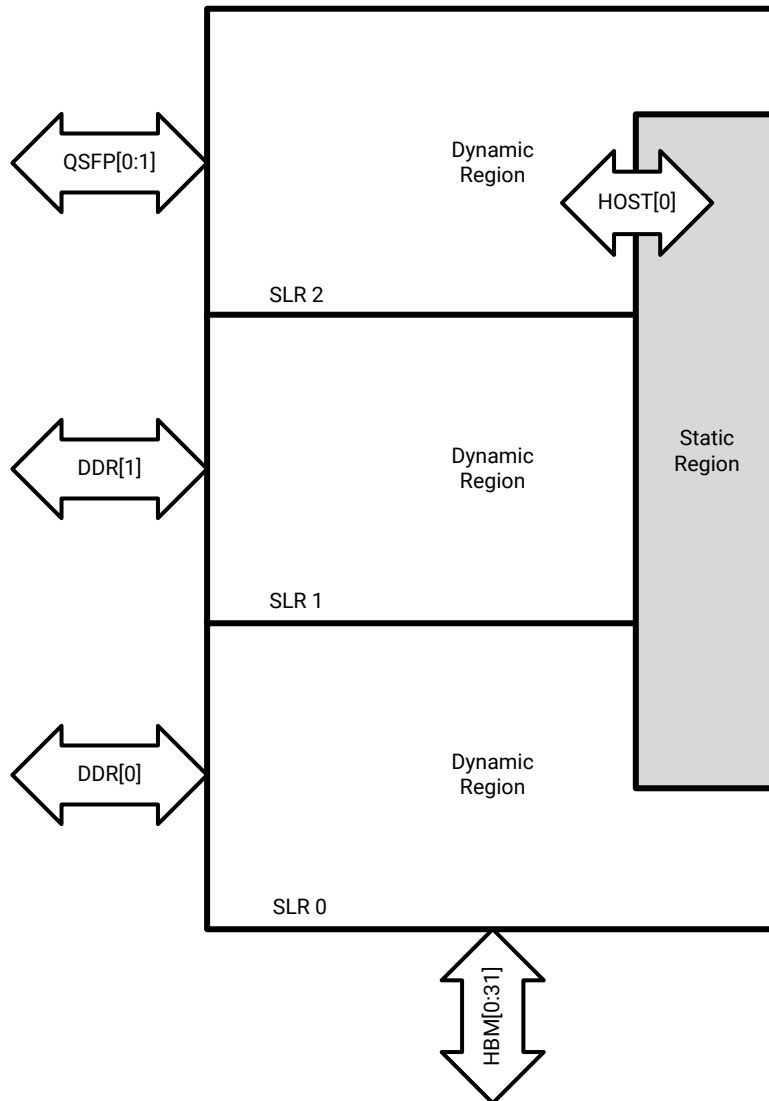 QSFP[0:1]
Dynamic
Region
HOST[0]
SLR 2
DDR[1]
Dynamic
Region
Static
Region
SLR 1
DDR[0]
Dynamic
Region
SLR 0
HBM[0:31]